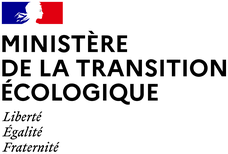 MINISTÈRE
DE LA TRANSITION
ÉCOLOGIQUE
Liberté
Égalité
Fraternité